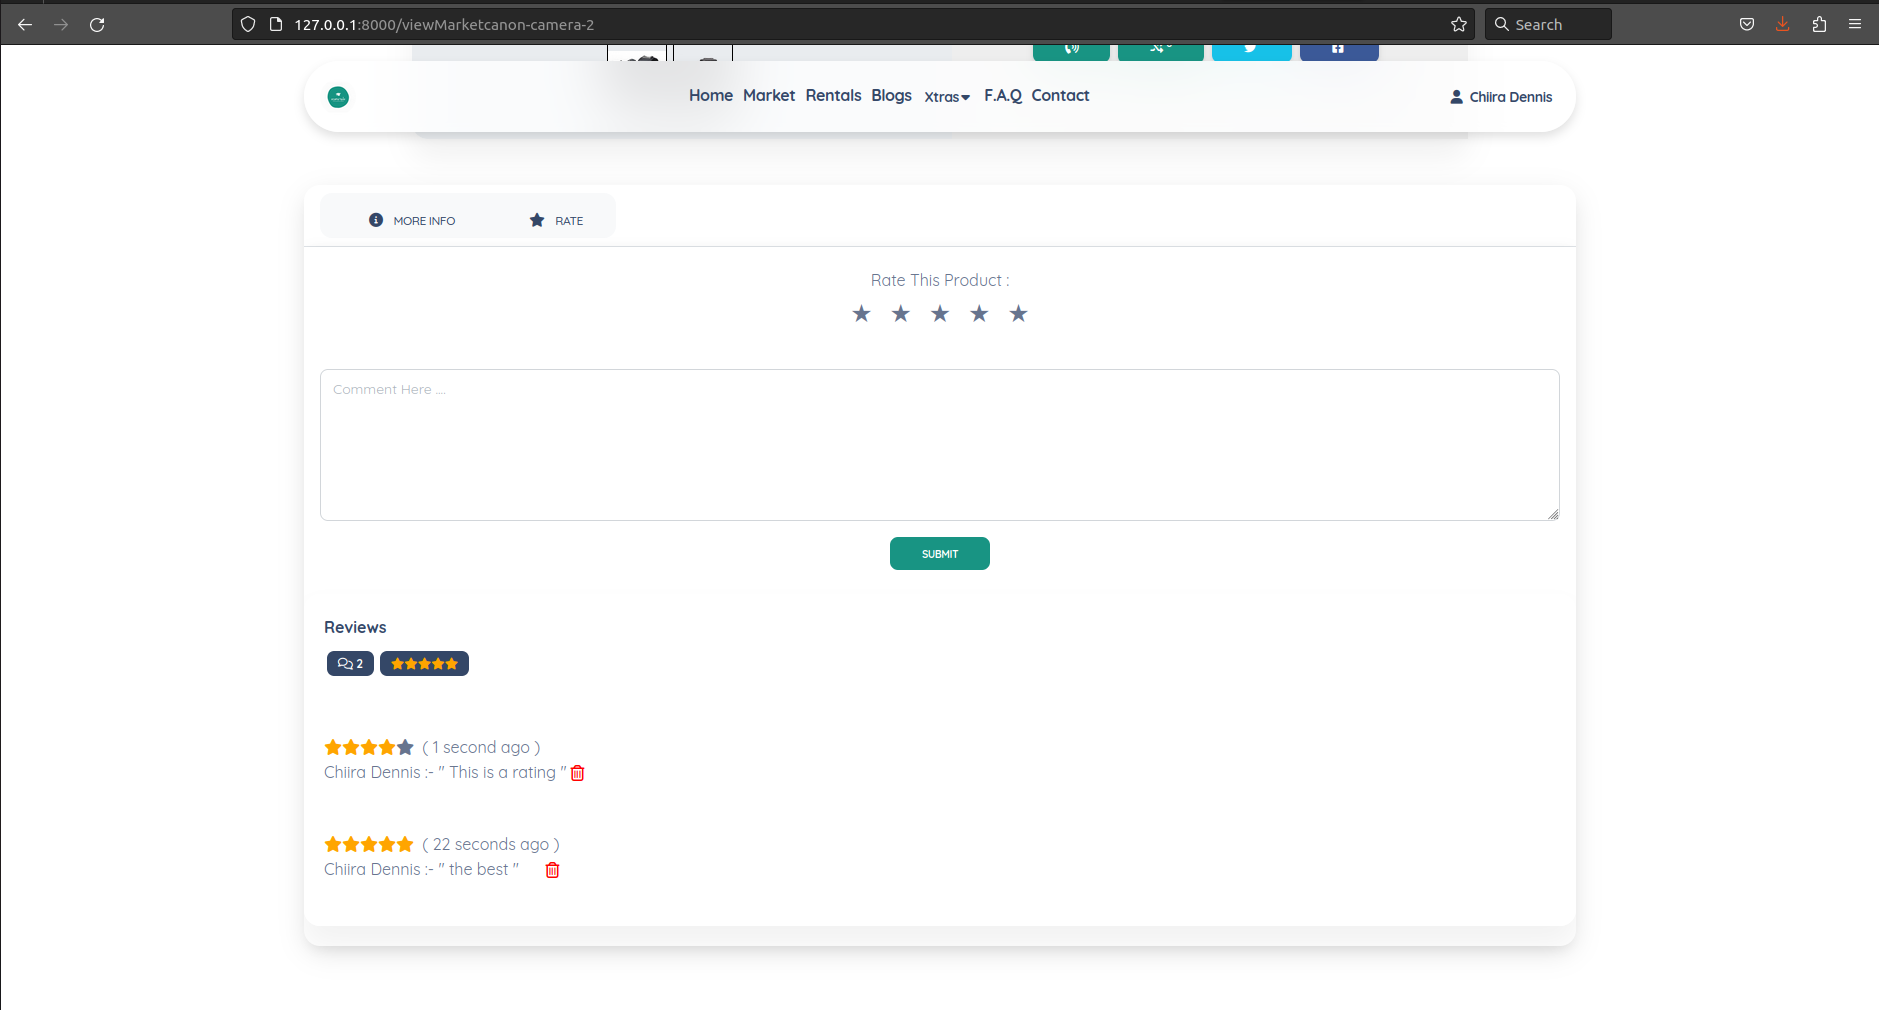 127.0.0.1:8000/viewMarketcanon-camera-2
Search
Home Market Rentals Blogs Xtras F.A.Q Contact
Chiira Dennis
MORE INFO RATE
Rate This Product :
Comment Here ....
SUBMIT
Reviews
2
( 1 second ago )
Chiira Dennis :- " This is a rating "
( 22 seconds ago )
Chiira Dennis :- " the best "